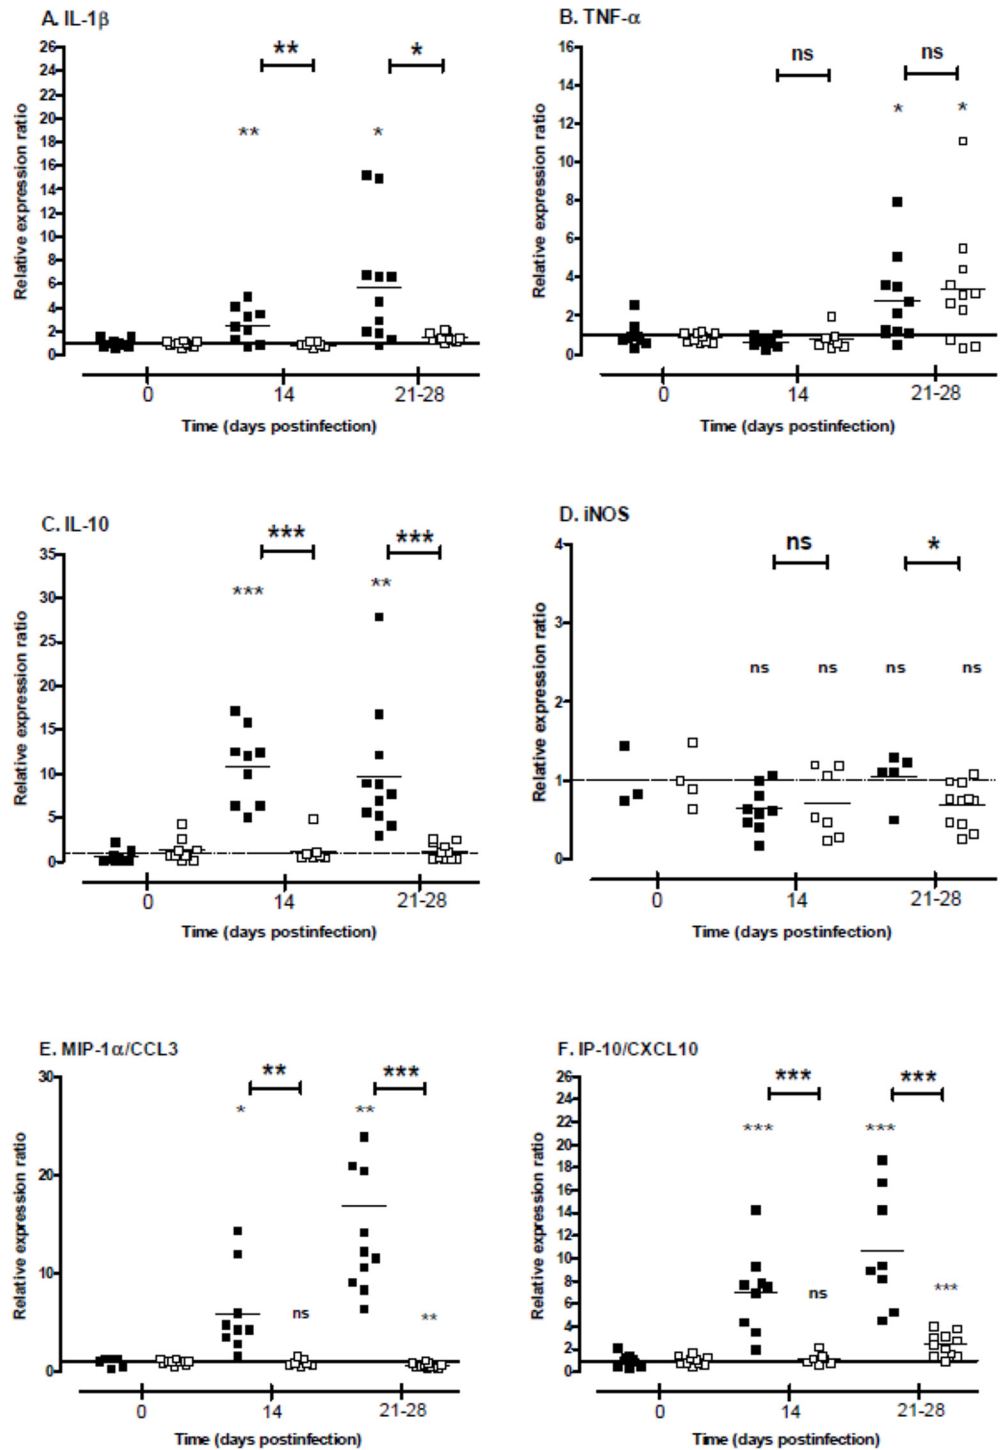 A. IL-1β
Relative expression ratio
26
24
22
20
18
16
14
12
10
8
6
4
2
0
** *
** *
0 14 21-28
Time (days postinfection)
B. TNF-α
Relative expression ratio
16
14
12
10
8
6
4
2
0
ns ns
* *
0 14 21-28
Time (days postinfection)
C. IL-10
Relative expression ratio
35
30
25
20
15
10
5
0
*** ***
*** **
0 14 21-28
Time (days postinfection)
D. iNOS
Relative expression ratio
4
3
2
1
0
ns *
ns ns ns ns
0 14 21-28
Time (days postinfection)
E. MIP-1α/CCL3
Relative expression ratio
30
20
10
0
** ***
* **
ns **
0 14 21-28
Time (days postinfection)
F. IP-10/CXCL10
Relative expression ratio
26
24
22
20
18
16
14
12
10
8
6
4
2
0
*** ***
*** ***
ns ***
0 14 21-28
Time (days postinfection)